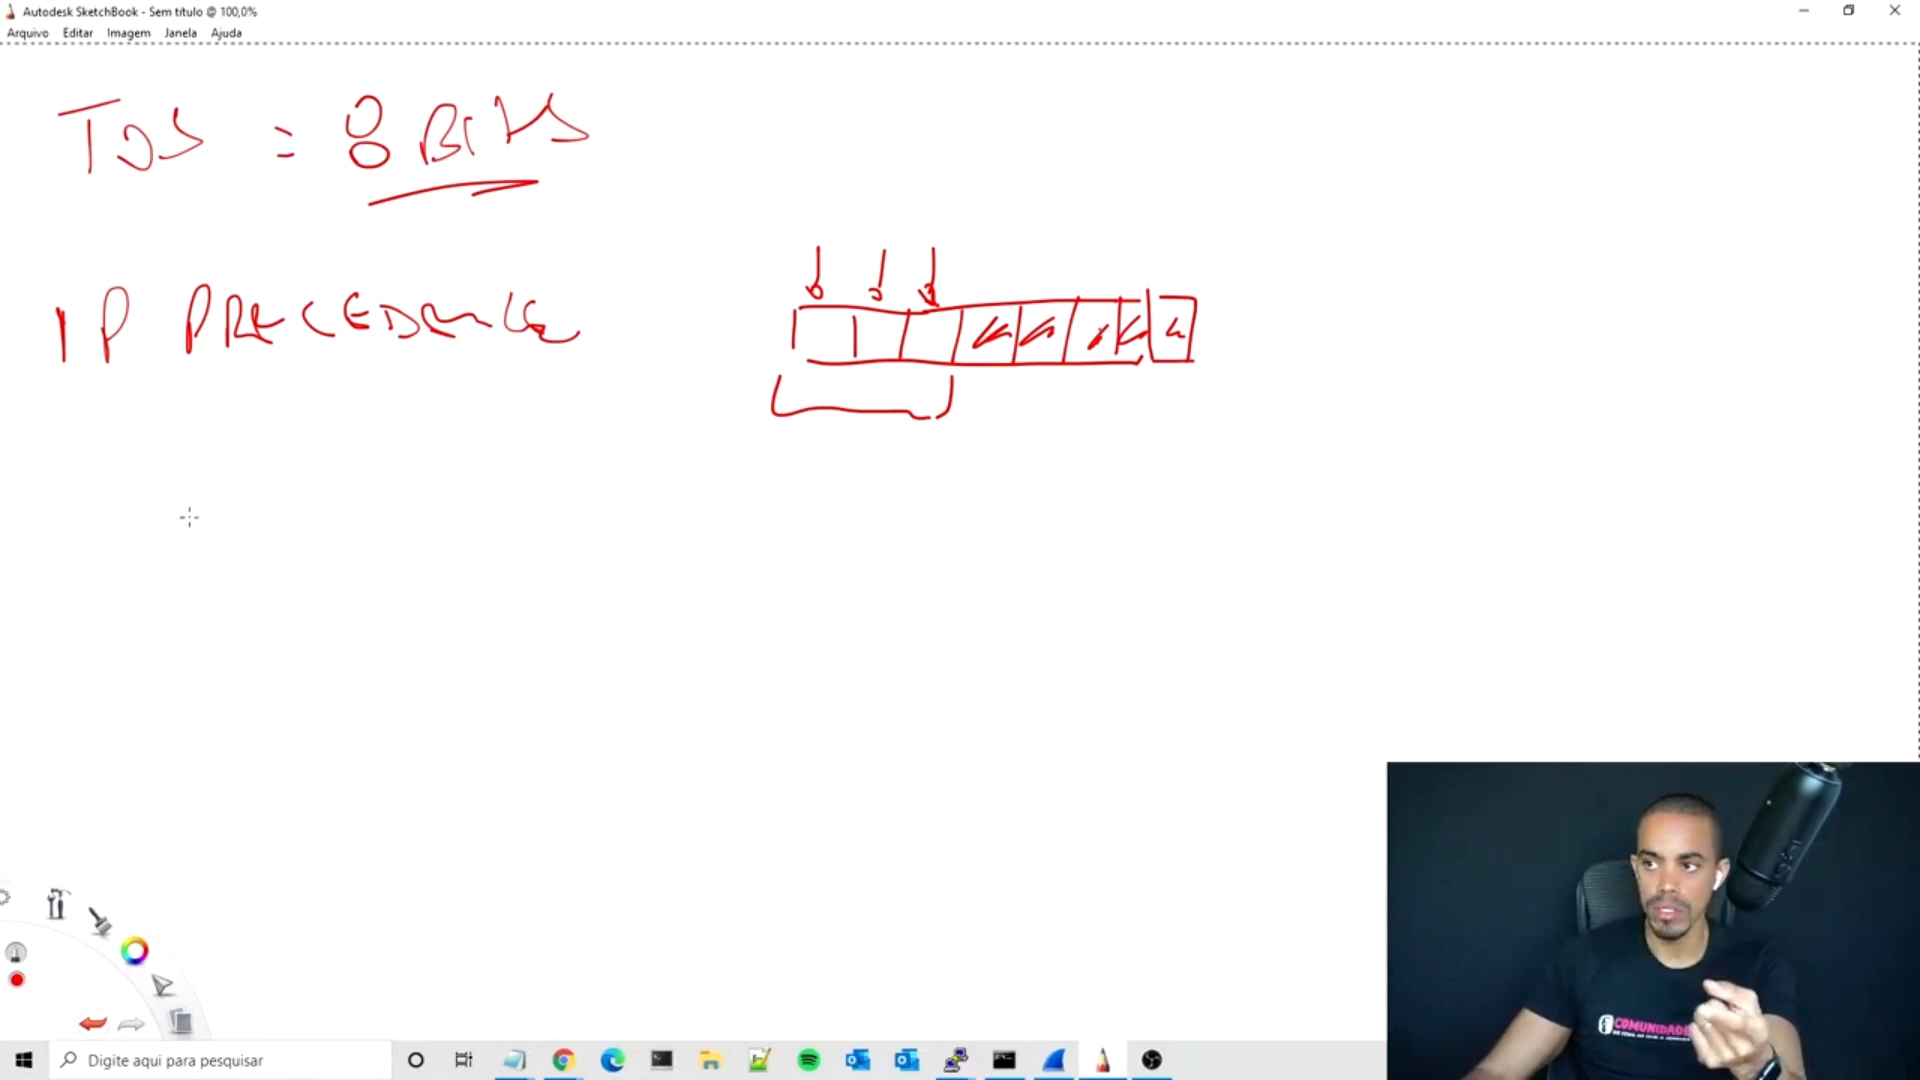 Autodesk SketchBook - Sem título @ 100,0%
Arquivo Editar Imagem Janela Ajuda
TOS = 8 BITS
IP PRECEDENCE
COMUNIDADE
Digite aqui para pesquisar